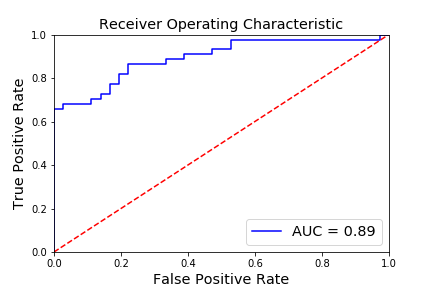 Receiver Operating Characteristic
1.0
0.8
0.6
0.4
0.2
0.0
True Positive Rate
AUC = 0.89
0.0 0.2 0.4 0.6 0.8 1.0
False Positive Rate